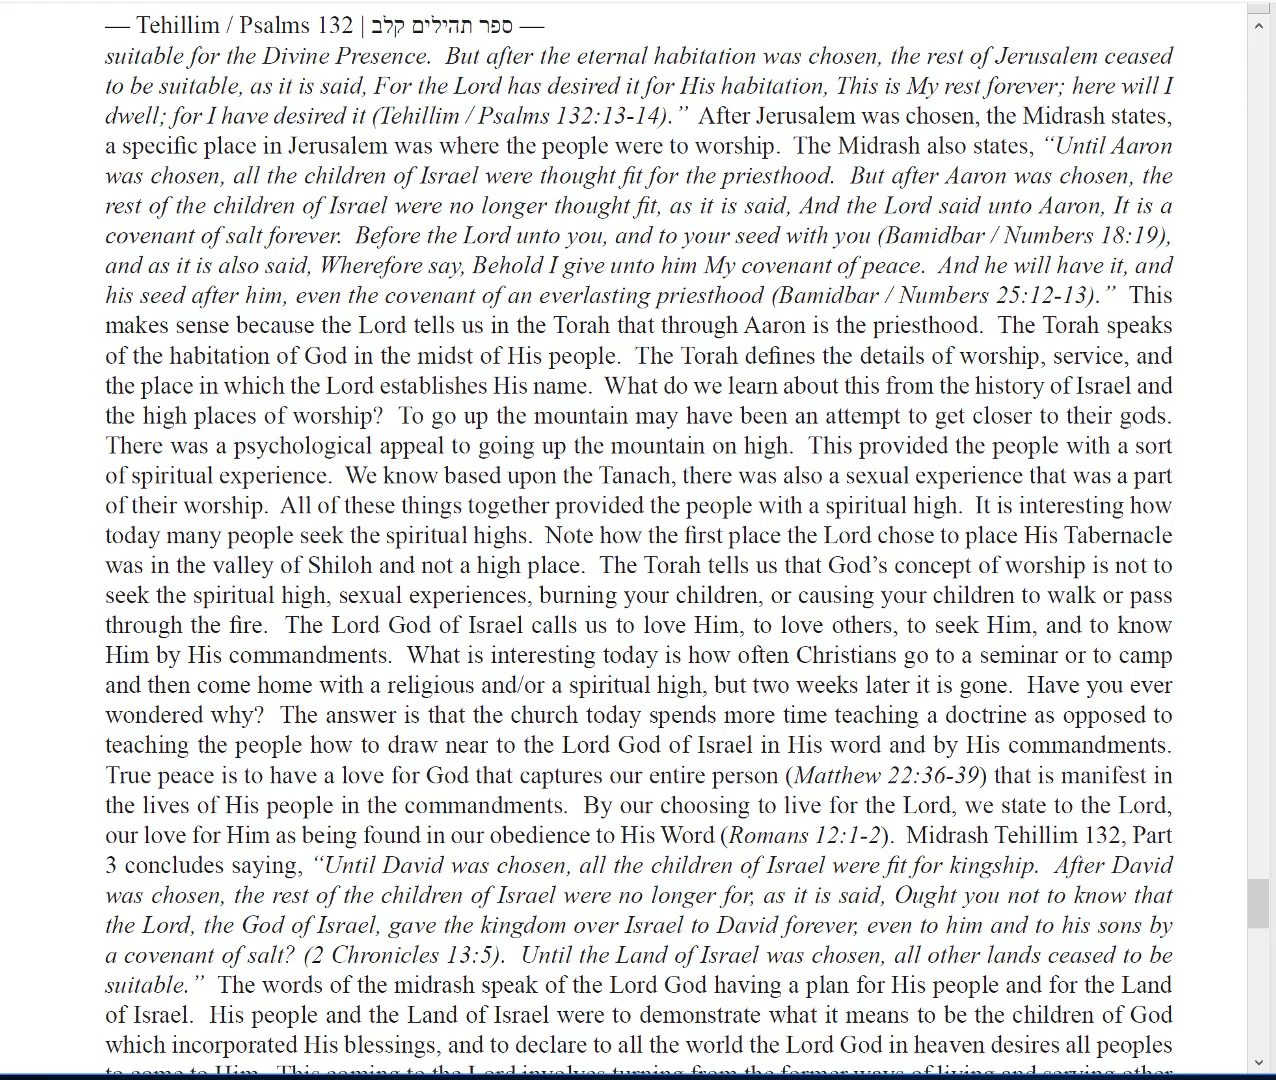 — Tehillim / Psalms 132 | ספר תהילים קלב —
suitable for the Divine Presence.  But after the eternal habitation was chosen, the rest of Jerusalem ceased
to be suitable, as it is said, For the Lord has desired it for His habitation, This is My rest forever; here will I
dwell; for I have desired it (Tehillim / Psalms 132:13-14).”  After Jerusalem was chosen, the Midrash states,
a specific place in Jerusalem was where the people were to worship.  The Midrash also states, “Until Aaron
was chosen, all the children of Israel were thought fit for the priesthood.  But after Aaron was chosen, the
rest of the children of Israel were no longer thought fit, as it is said, And the Lord said unto Aaron, It is a
covenant of salt forever.  Before the Lord unto you, and to your seed with you (Bamidbar / Numbers 18:19),
and as it is also said, Wherefore say, Behold I give unto him My covenant of peace.  And he will have it, and
his seed after him, even the covenant of an everlasting priesthood (Bamidbar / Numbers 25:12-13).”  This
makes sense because the Lord tells us in the Torah that through Aaron is the priesthood.  The Torah speaks
of the habitation of God in the midst of His people.  The Torah defines the details of worship, service, and
the place in which the Lord establishes His name.  What do we learn about this from the history of Israel and
the high places of worship?  To go up the mountain may have been an attempt to get closer to their gods.
There was a psychological appeal to going up the mountain on high.  This provided the people with a sort
of spiritual experience.  We know based upon the Tanach, there was also a sexual experience that was a part
of their worship.  All of these things together provided the people with a spiritual high.  It is interesting how
today many people seek the spiritual highs.  Note how the first place the Lord chose to place His Tabernacle
was in the valley of Shiloh and not a high place.  The Torah tells us that God’s concept of worship is not to
seek the spiritual high, sexual experiences, burning your children, or causing your children to walk or pass
through the fire.  The Lord God of Israel calls us to love Him, to love others, to seek Him, and to know
Him by His commandments.  What is interesting today is how often Christians go to a seminar or to camp
and then come home with a religious and/or a spiritual high, but two weeks later it is gone.  Have you ever
wondered why?  The answer is that the church today spends more time teaching a doctrine as opposed to
teaching the people how to draw near to the Lord God of Israel in His word and by His commandments.
True peace is to have a love for God that captures our entire person (Matthew 22:36-39) that is manifest in
the lives of His people in the commandments.  By our choosing to live for the Lord, we state to the Lord,
our love for Him as being found in our obedience to His Word (Romans 12:1-2).  Midrash Tehillim 132, Part
3 concludes saying, “Until David was chosen, all the children of Israel were fit for kingship.  After David
was chosen, the rest of the children of Israel were no longer for, as it is said, Ought you not to know that
the Lord, the God of Israel, gave the kingdom over Israel to David forever, even to him and to his sons by
a covenant of salt? (2 Chronicles 13:5).  Until the Land of Israel was chosen, all other lands ceased to be
suitable.”  The words of the midrash speak of the Lord God having a plan for His people and for the Land
of Israel.  His people and the Land of Israel were to demonstrate what it means to be the children of God
which incorporated His blessings, and to declare to all the world the Lord God in heaven desires all peoples
to come to Him.  This coming to the Lord involves turning from the former ways of living and serving other